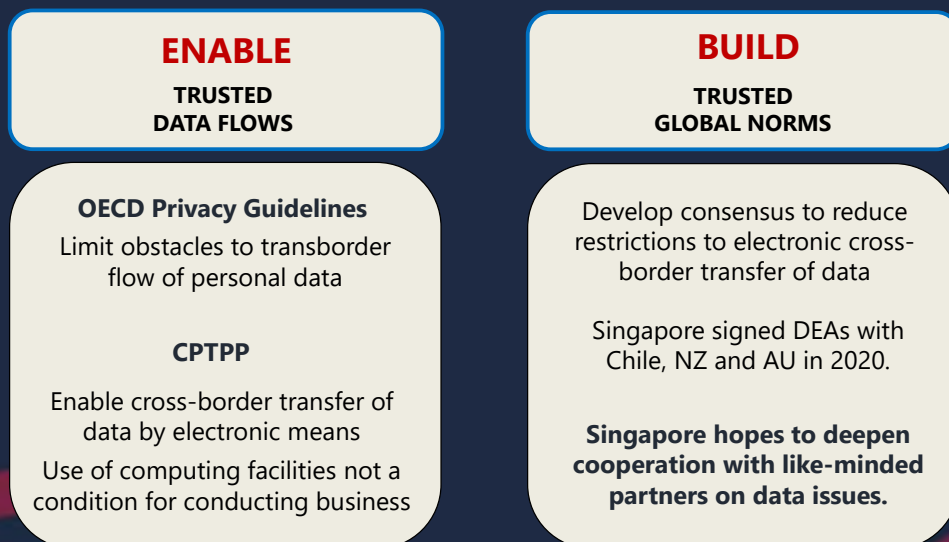 ENABLE
TRUSTED
DATA FLOWS
OECD Privacy Guidelines
Limit obstacles to transborder
flow of personal data
CPTPP
Enable cross-border transfer of
data by electronic means
Use of computing facilities not a
condition for conducting business
BUILD
TRUSTED
GLOBAL NORMS
Develop consensus to reduce
restrictions to electronic cross-
border transfer of data
Singapore signed DEAs with
Chile, NZ and AU in 2020.
Singapore hopes to deepen
cooperation with like-minded
partners on data issues.